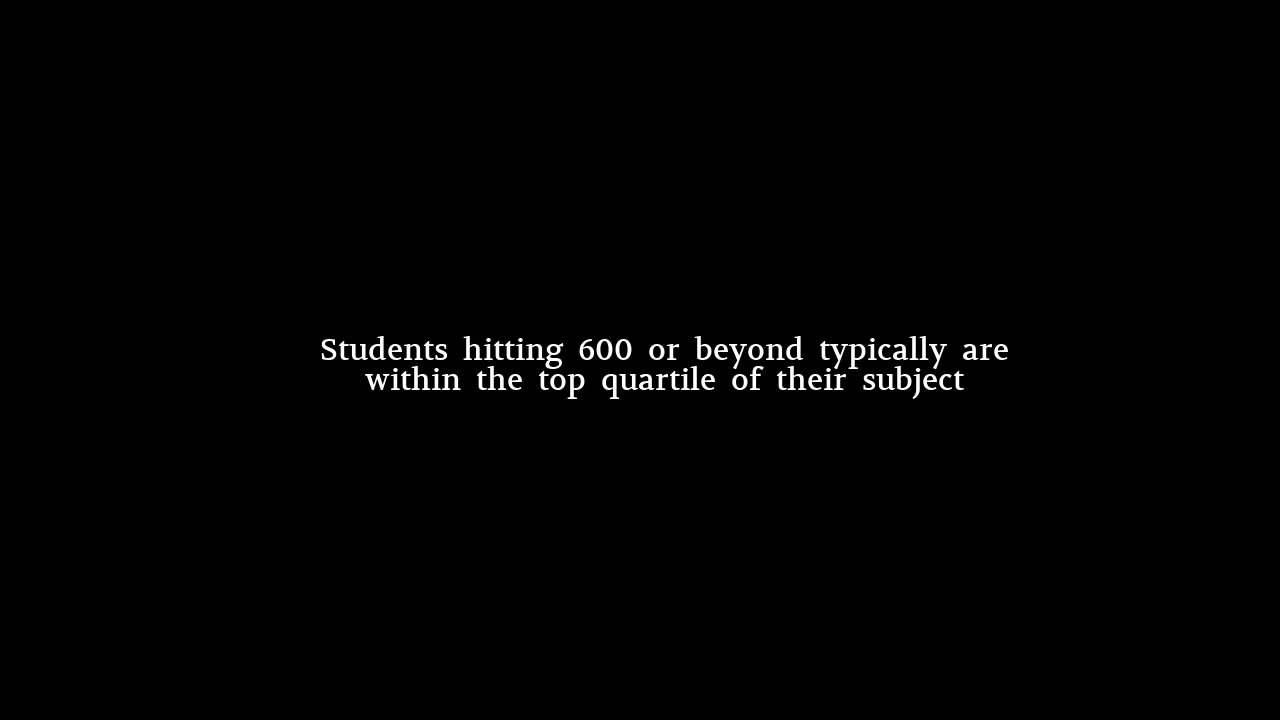 Students hitting 600 or beyond typically are
within the top quartile of their subject